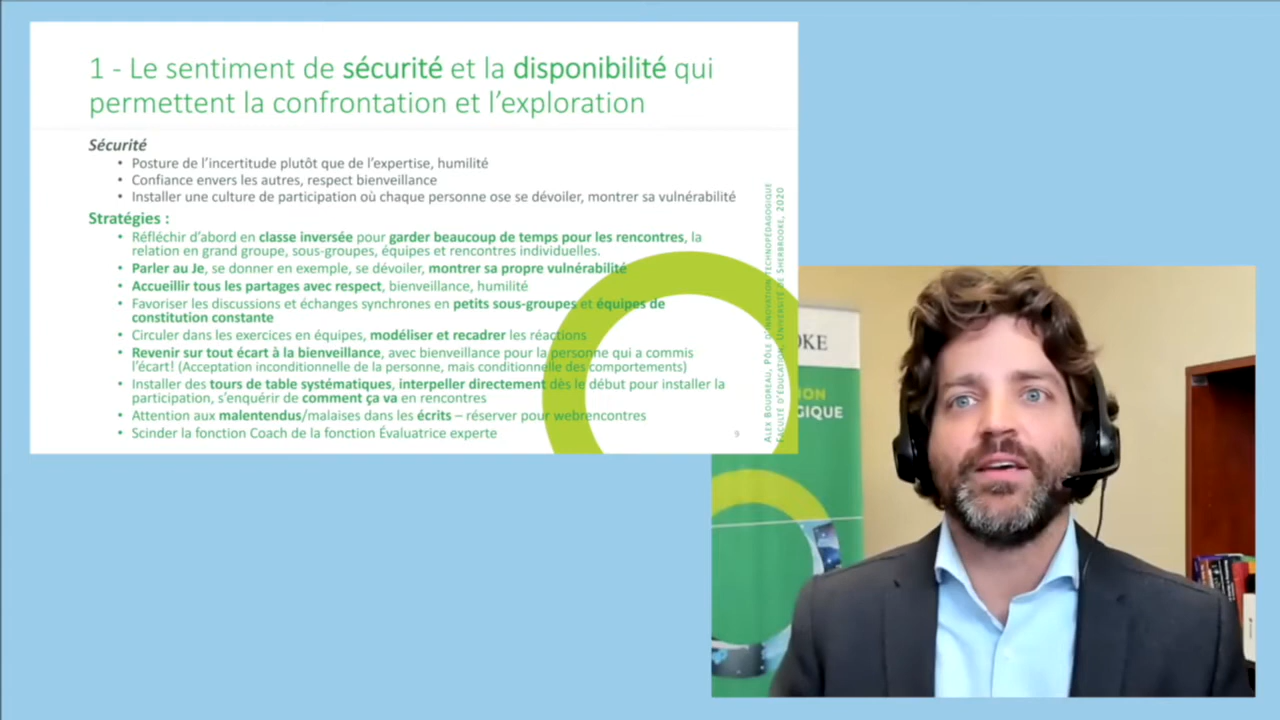 1 - Le sentiment de sécurité et la disponibilité qui
permettent la confrontation et l’exploration
Sécurité
• Posture de l’incertitude plutôt que de l’expertise, humilité
• Confiance envers les autres, respect bienveillance
• Installer une culture de participation où chaque personne ose se dévoiler, montrer sa vulnérabilité
Stratégies :
• Réfléchir d’abord en classe inversée pour garder beaucoup de temps pour les rencontres, la
relation en grand groupe, sous-groupes, équipes et rencontres individuelles.
• Parler au Je, se donner en exemple, se dévoiler, montrer sa propre vulnérabilité
• Accueillir tous les partages avec respect, bienveillance, humilité
• Favoriser les discussions et échanges synchrones en petits sous-groupes et équipes de
constitution constante
• Circuler dans les exercices en équipes, modéliser et recadrer les réactions
• Revenir sur tout écart à la bienveillance, avec bienveillance pour la personne qui a commis
l’écart! (Acceptation inconditionnelle de la personne, mais conditionnelle des comportements)
• Installer des tours de table systématiques, interpeller directement dès le début pour installer la
participation, s’enquérir de comment ça va en rencontres
• Attention aux malentendus/malaises dans les écrits – réserver pour webrencontres
• Scinder la fonction Coach de la fonction Évaluatrice experte
9
Alex Boudreau, Pôle d’innovation technopédagogique
Faculté d’éducation, Université de Sherbrooke, 2020
OKE
ION
GIQUE